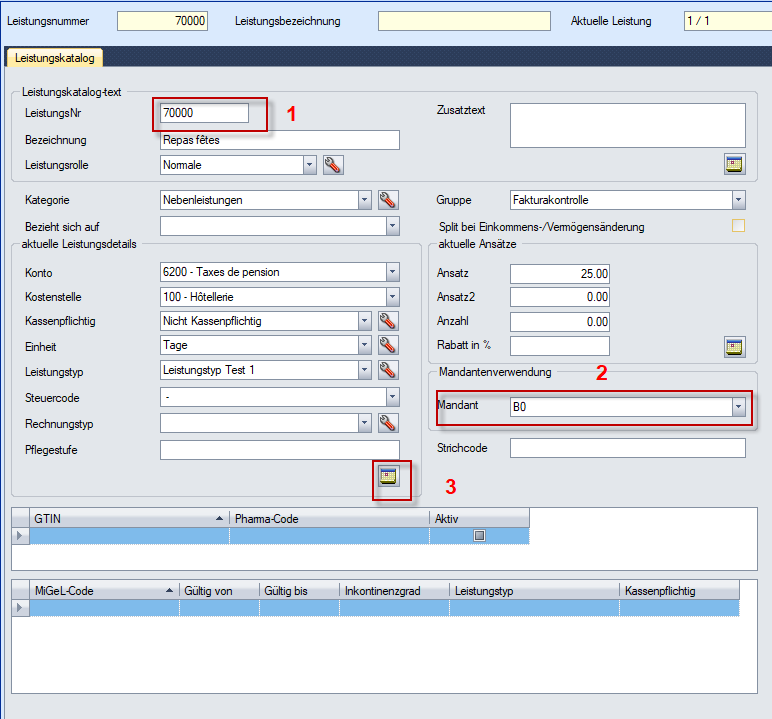 Leistungsnummer 70000 Leistungsbezeichnung Aktuelle Leistung 1 / 1
Leistungskatalog
Leistungskatalog-text
LeistungsNr 70000 1 Zusatztext
Bezeichnung Repas fêtes
Leistungsrolle Normale
Kategorie Nebenleistungen Gruppe Fakturakontrolle
Bezieht sich auf Split bei Einkommens-/Vermögensänderung
aktuelle Leistungsdetails aktuelle Ansätze
Konto 6200 - Taxes de pension Ansatz 25.00
Kostenstelle 100 - Hôtellerie Ansatz2 0.00
Kassenpflichtig Nicht Kassenpflichtig Anzahl 0.00
Einheit Tage Rabatt in %
Leistungstyp Leistungstyp Test 1 Mandantenverwendung 2
Steuercode - Mandant B0
Rechnungstyp
Pflegestufe Strichcode
3
GTIN Pharma-Code Aktiv
MiGeL-Code Gültig von Gültig bis Inkontinenzgrad Leistungstyp Kassenpflichtig